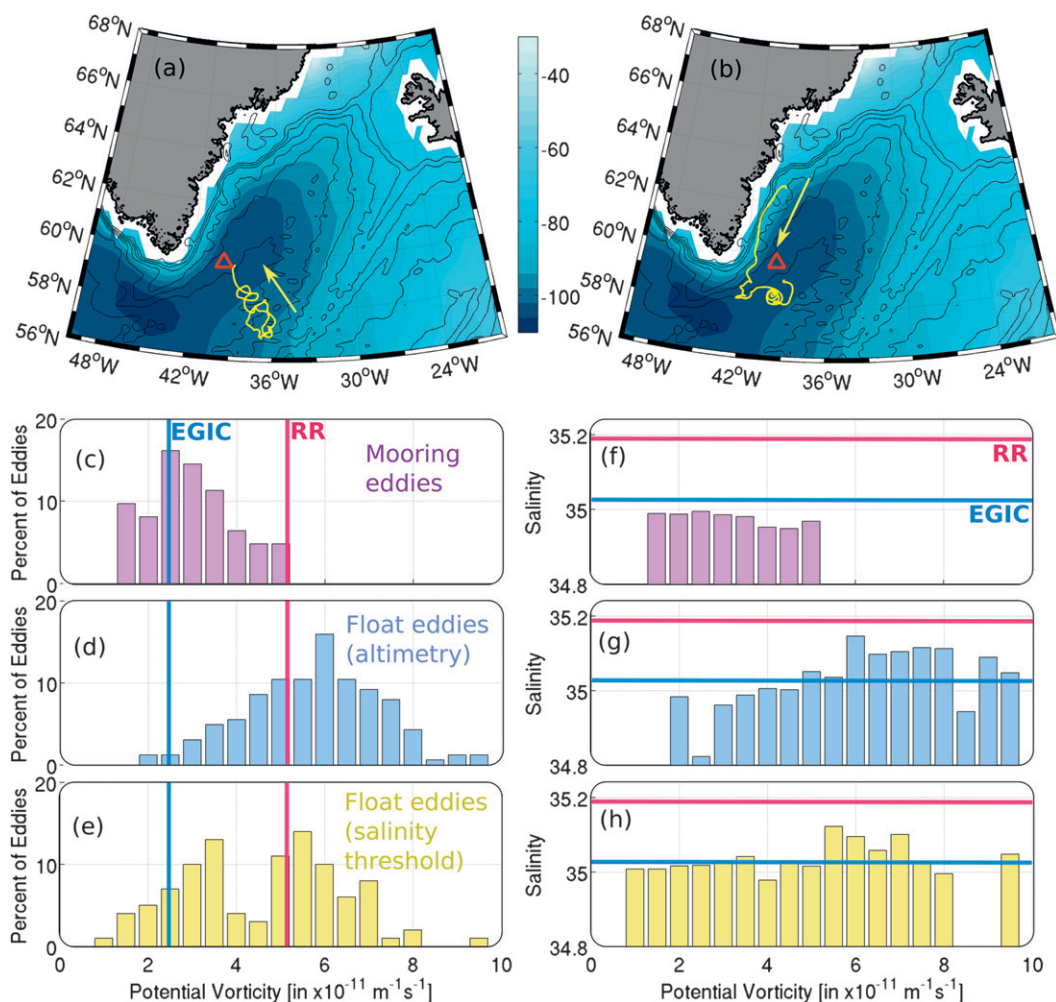 (a)
68°N
66°N
64°N
62°N
60°N
58°N
56°N
48°W
42°W
36°W
30°W
24°W
-40
-60
-80
-100
(b)
68°N
66°N
64°N
62°N
60°N
58°N
56°N
48°W
42°W
36°W
30°W
24°W
20
10
0
Percent of Eddies
(c)
EGIC
RR
Mooring
eddies
35.2
35
34.8
Salinity
(f)
RR
EGIC
20
10
0
Percent of Eddies
(d)
Float eddies
(altimetry)
35.2
35
34.8
Salinity
(g)
20
10
0
Percent of Eddies
(e)
Float eddies
(salinity
threshold)
35.2
35
34.8
Salinity
(h)
0 2 4 6 8 10
Potential Vorticity [in x10⁻¹¹ m⁻¹s⁻¹]
0 2 4 6 8 10
Potential Vorticity [in x10⁻¹¹ m⁻¹s⁻¹]